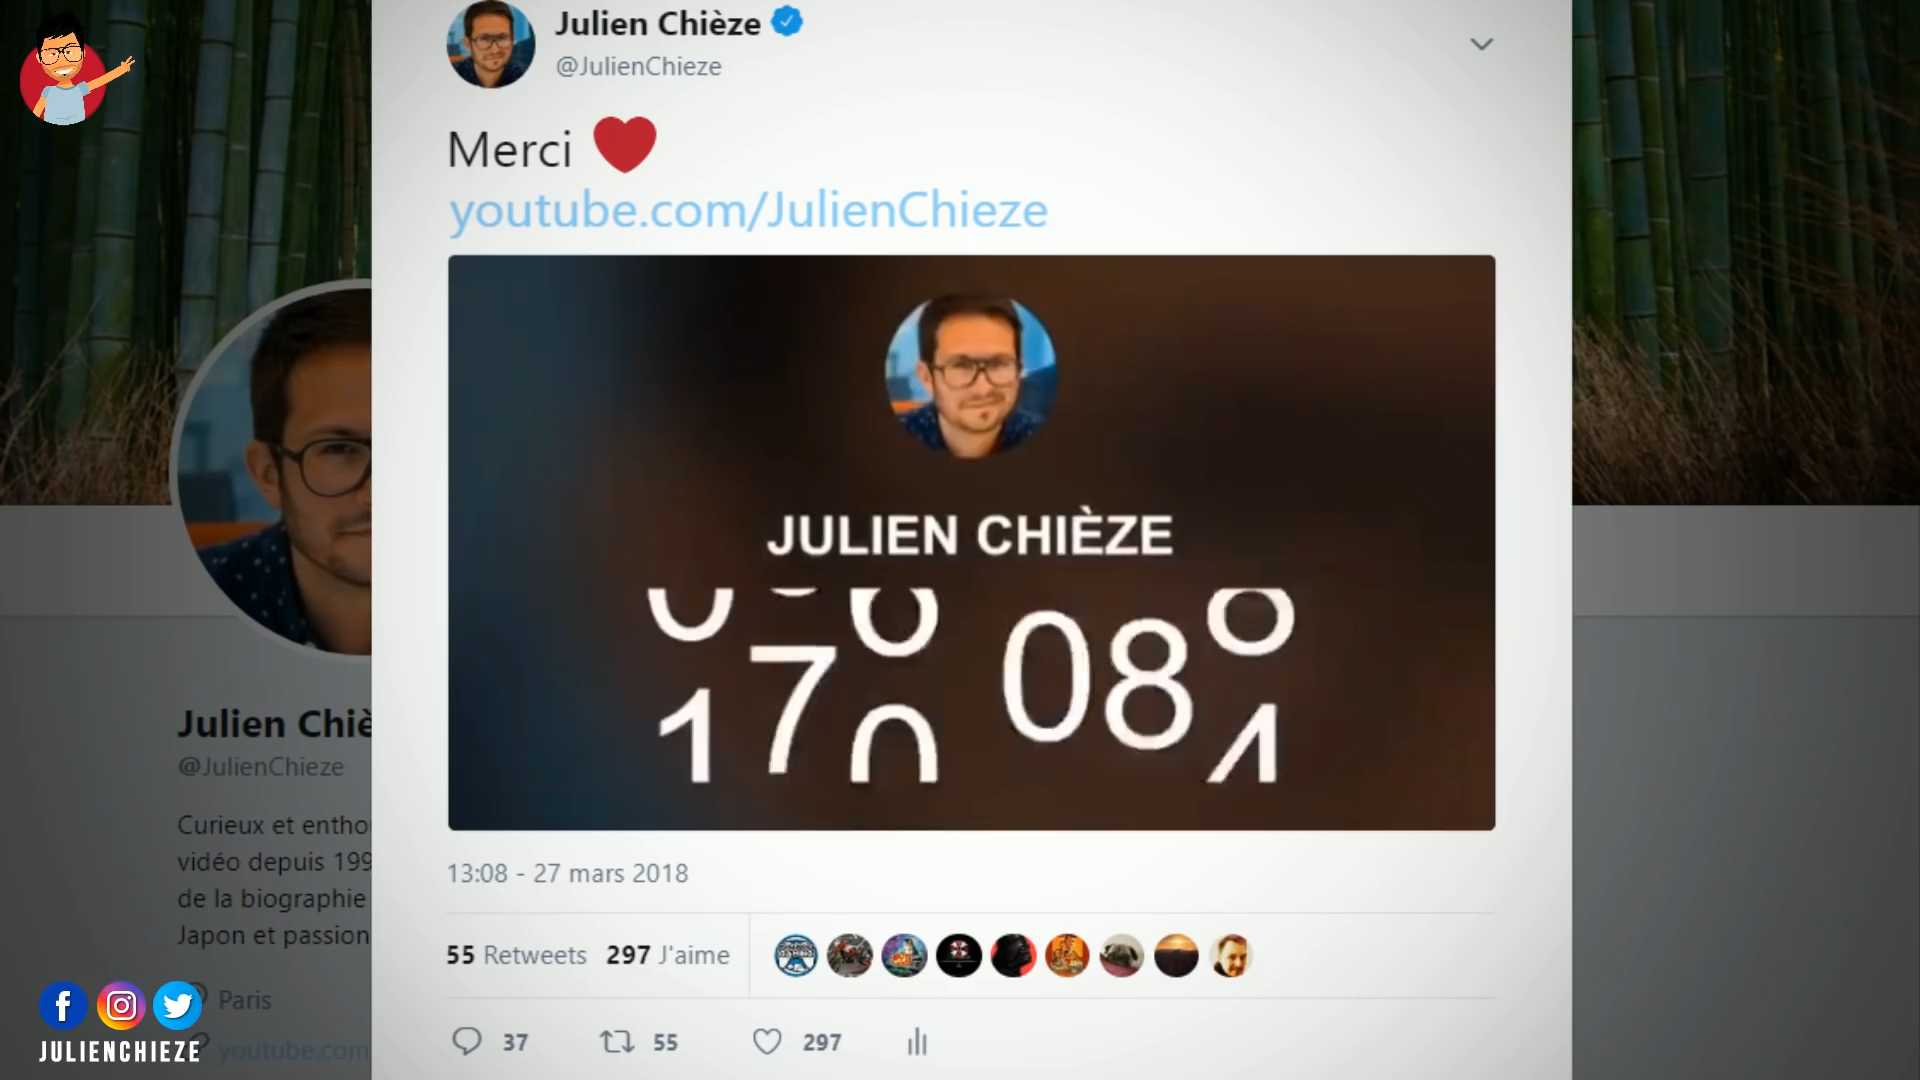 Julien Chièze
@JulienChieze
Merci
youtube.com/JulienChieze
JULIEN CHIÈZE
13:08 - 27 mars 2018
55 Retweets 297 J'aime
37 55 297
Julien Chiè
@JulienChieze
Curieux et entho
vidéo depuis 199
de la biographie
Japon et passion
Paris
youtube.com
JULIENCHIEZE